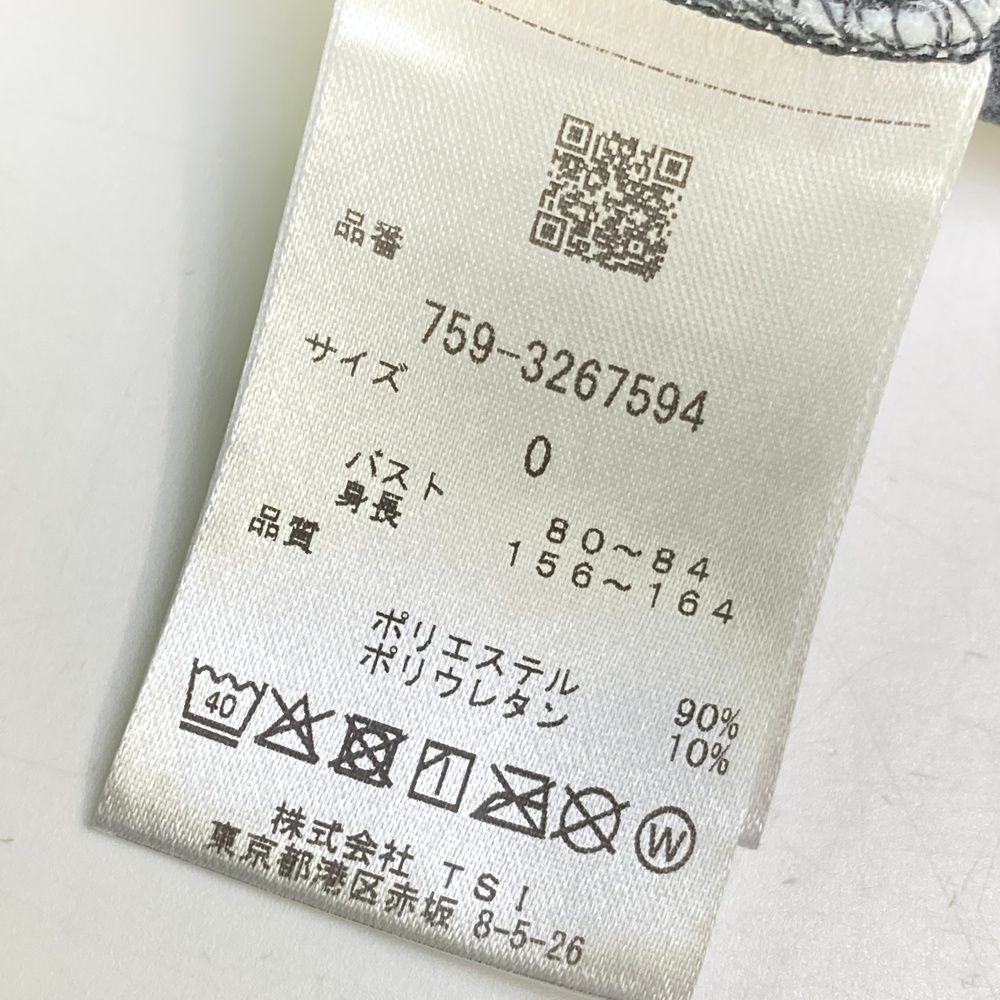 品番
759-3267594
サイズ
0
バスト 80～84
身長 156～164
品質
ポリエステル 90%
ポリウレタン 10%
40
W
株式会社 TSI
東京都港区赤坂 8-5-26